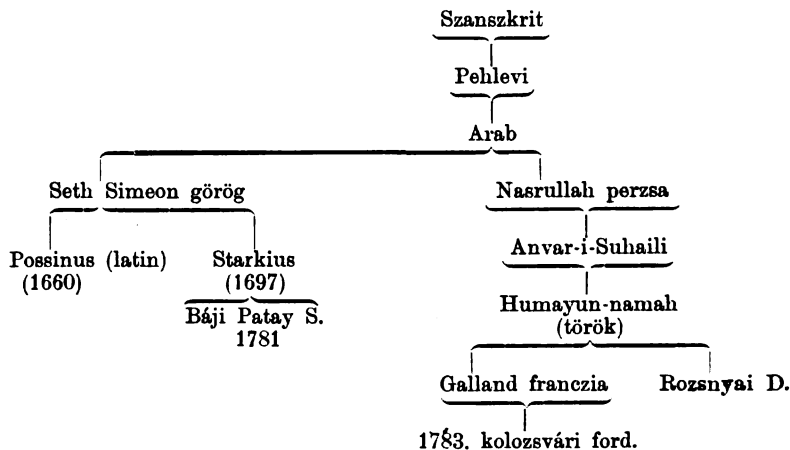 Szanszkrit
Pehlevi
Arab
Seth Simeon görög
Nasrullah perzsa
Possinus (latin)
(1660)
Starkius
(1697)
Báji Patay S.
1781
Anvar-i-Suhaili
Humayun-namah
(török)
Galland franczia
Rozsnyai D.
1783. kolozsvári ford.